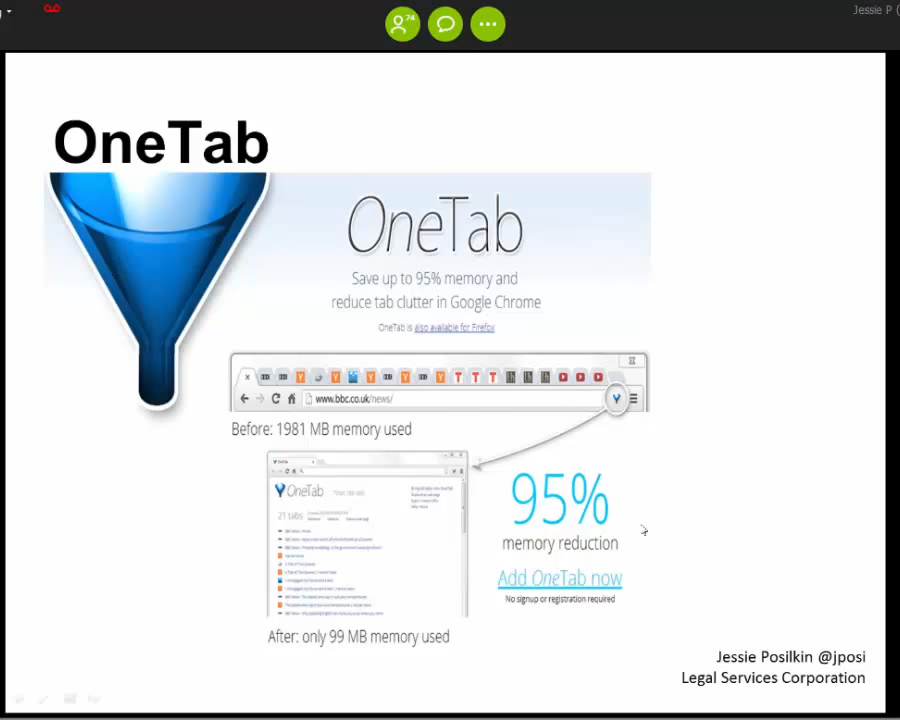 74
Jessie P (
OneTab
OneTab
Save up to 95% memory and
reduce tab clutter in Google Chrome
OneTab is also available for Firefox
www.bbc.co.uk/news/
Before: 1981 MB memory used
OneTab
21 tabs
95%
memory reduction
Add OneTab now
No signup or registration required
After: only 99 MB memory used
Jessie Posilkin @jposi
Legal Services Corporation